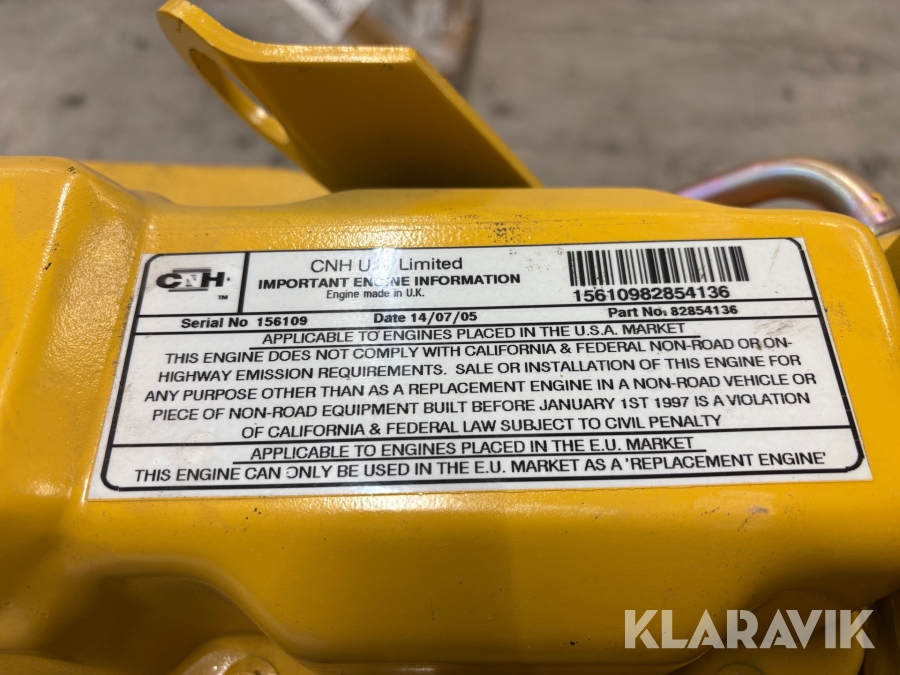 CNH
TM
CNH U.K. Limited
IMPORTANT ENGINE INFORMATION
Engine made in U.K.
15610982854136
Serial No 156109 Date 14/07/05 Part No: 82854136
APPLICABLE TO ENGINES PLACED IN THE U.S.A. MARKET
THIS ENGINE DOES NOT COMPLY WITH CALIFORNIA & FEDERAL NON-ROAD OR ON-
HIGHWAY EMISSION REQUIREMENTS. SALE OR INSTALLATION OF THIS ENGINE FOR
ANY PURPOSE OTHER THAN AS A REPLACEMENT ENGINE IN A NON-ROAD VEHICLE OR
PIECE OF NON-ROAD EQUIPMENT BUILT BEFORE JANUARY 1ST 1997 IS A VIOLATION
OF CALIFORNIA & FEDERAL LAW SUBJECT TO CIVIL PENALTY
APPLICABLE TO ENGINES PLACED IN THE E.U. MARKET
THIS ENGINE CAN ONLY BE USED IN THE E.U. MARKET AS A 'REPLACEMENT ENGINE'
KLARAVIK